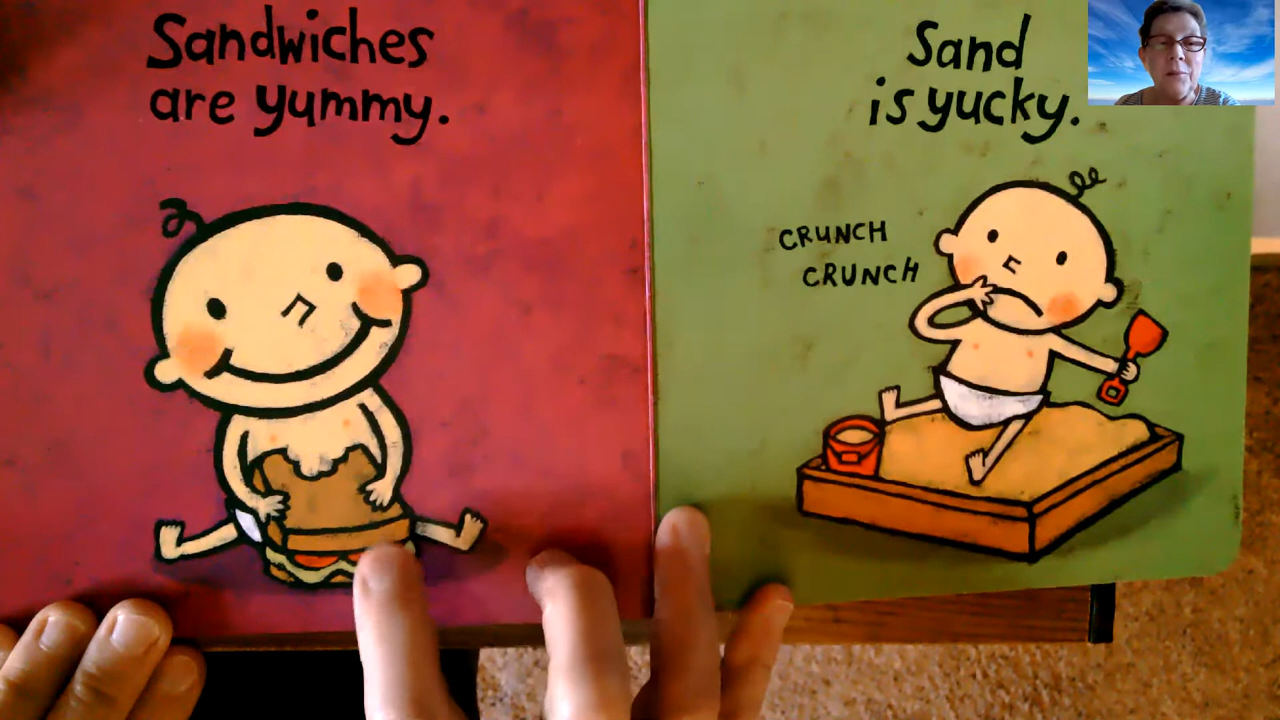 Sandwiches
are yummy.
Sand
is yucky.
CRUNCH
CRUNCH